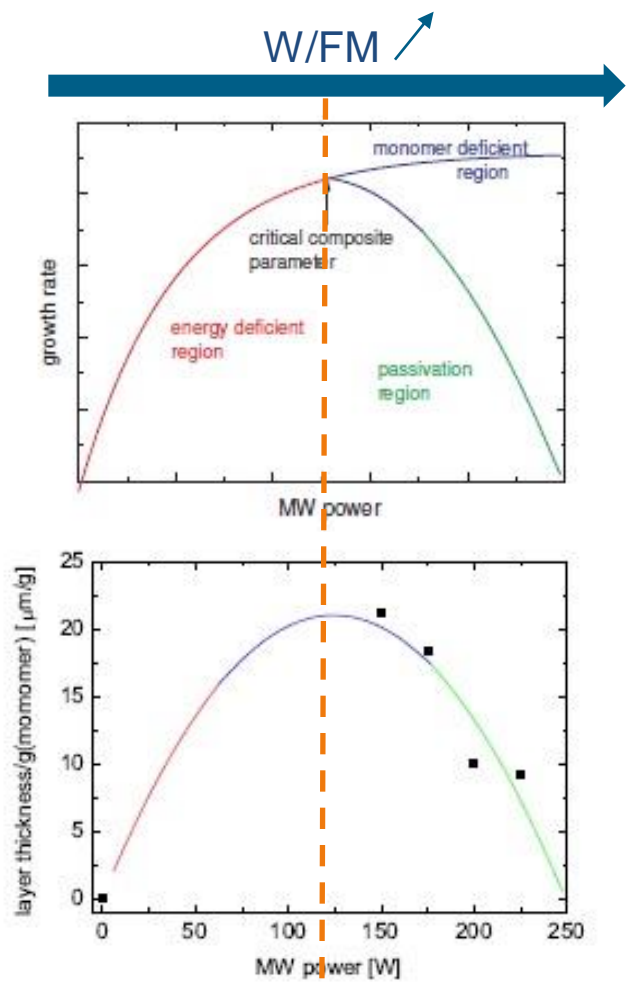 W/FM
monomer deficient
region
critical composite
parameter
energy deficient
region
passivation
region
growth rate
MW power
25
20
15
10
5
0
layer thickness/g(momomer) [ μm/g]
0
50
100
150
200
250
MW power [W]